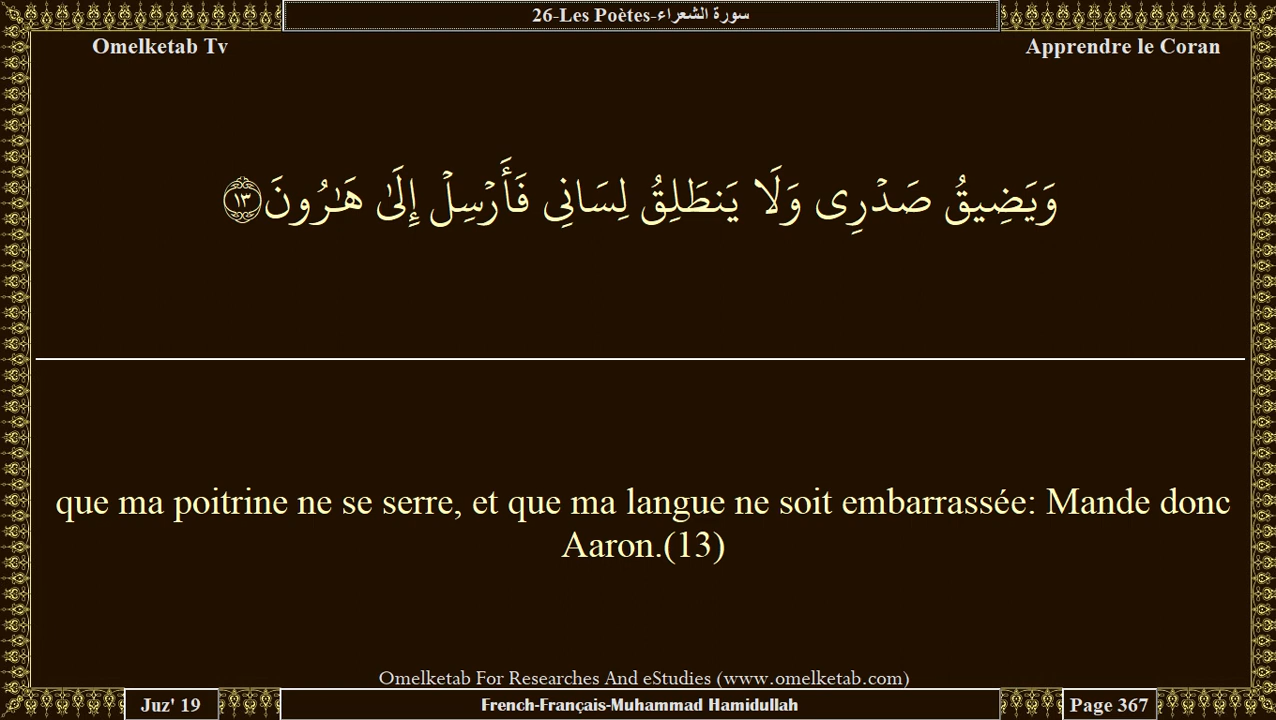 26-Les Poètes-سورة الشعراء
Omelketab Tv
Apprendre le Coran
وَيَضِيقُ صَدْرِى وَلَا يَنطَلِقُ لِسَانِى فَأَرْسِلْ إِلَىٰ هَـٰرُونَ ﴿١٣﴾
que ma poitrine ne se serre, et que ma langue ne soit embarrassée: Mande donc
Aaron.(13)
Omelketab For Researches And eStudies (www.omelketab.com)
Juz' 19
French-Français-Muhammad Hamidullah
Page 367